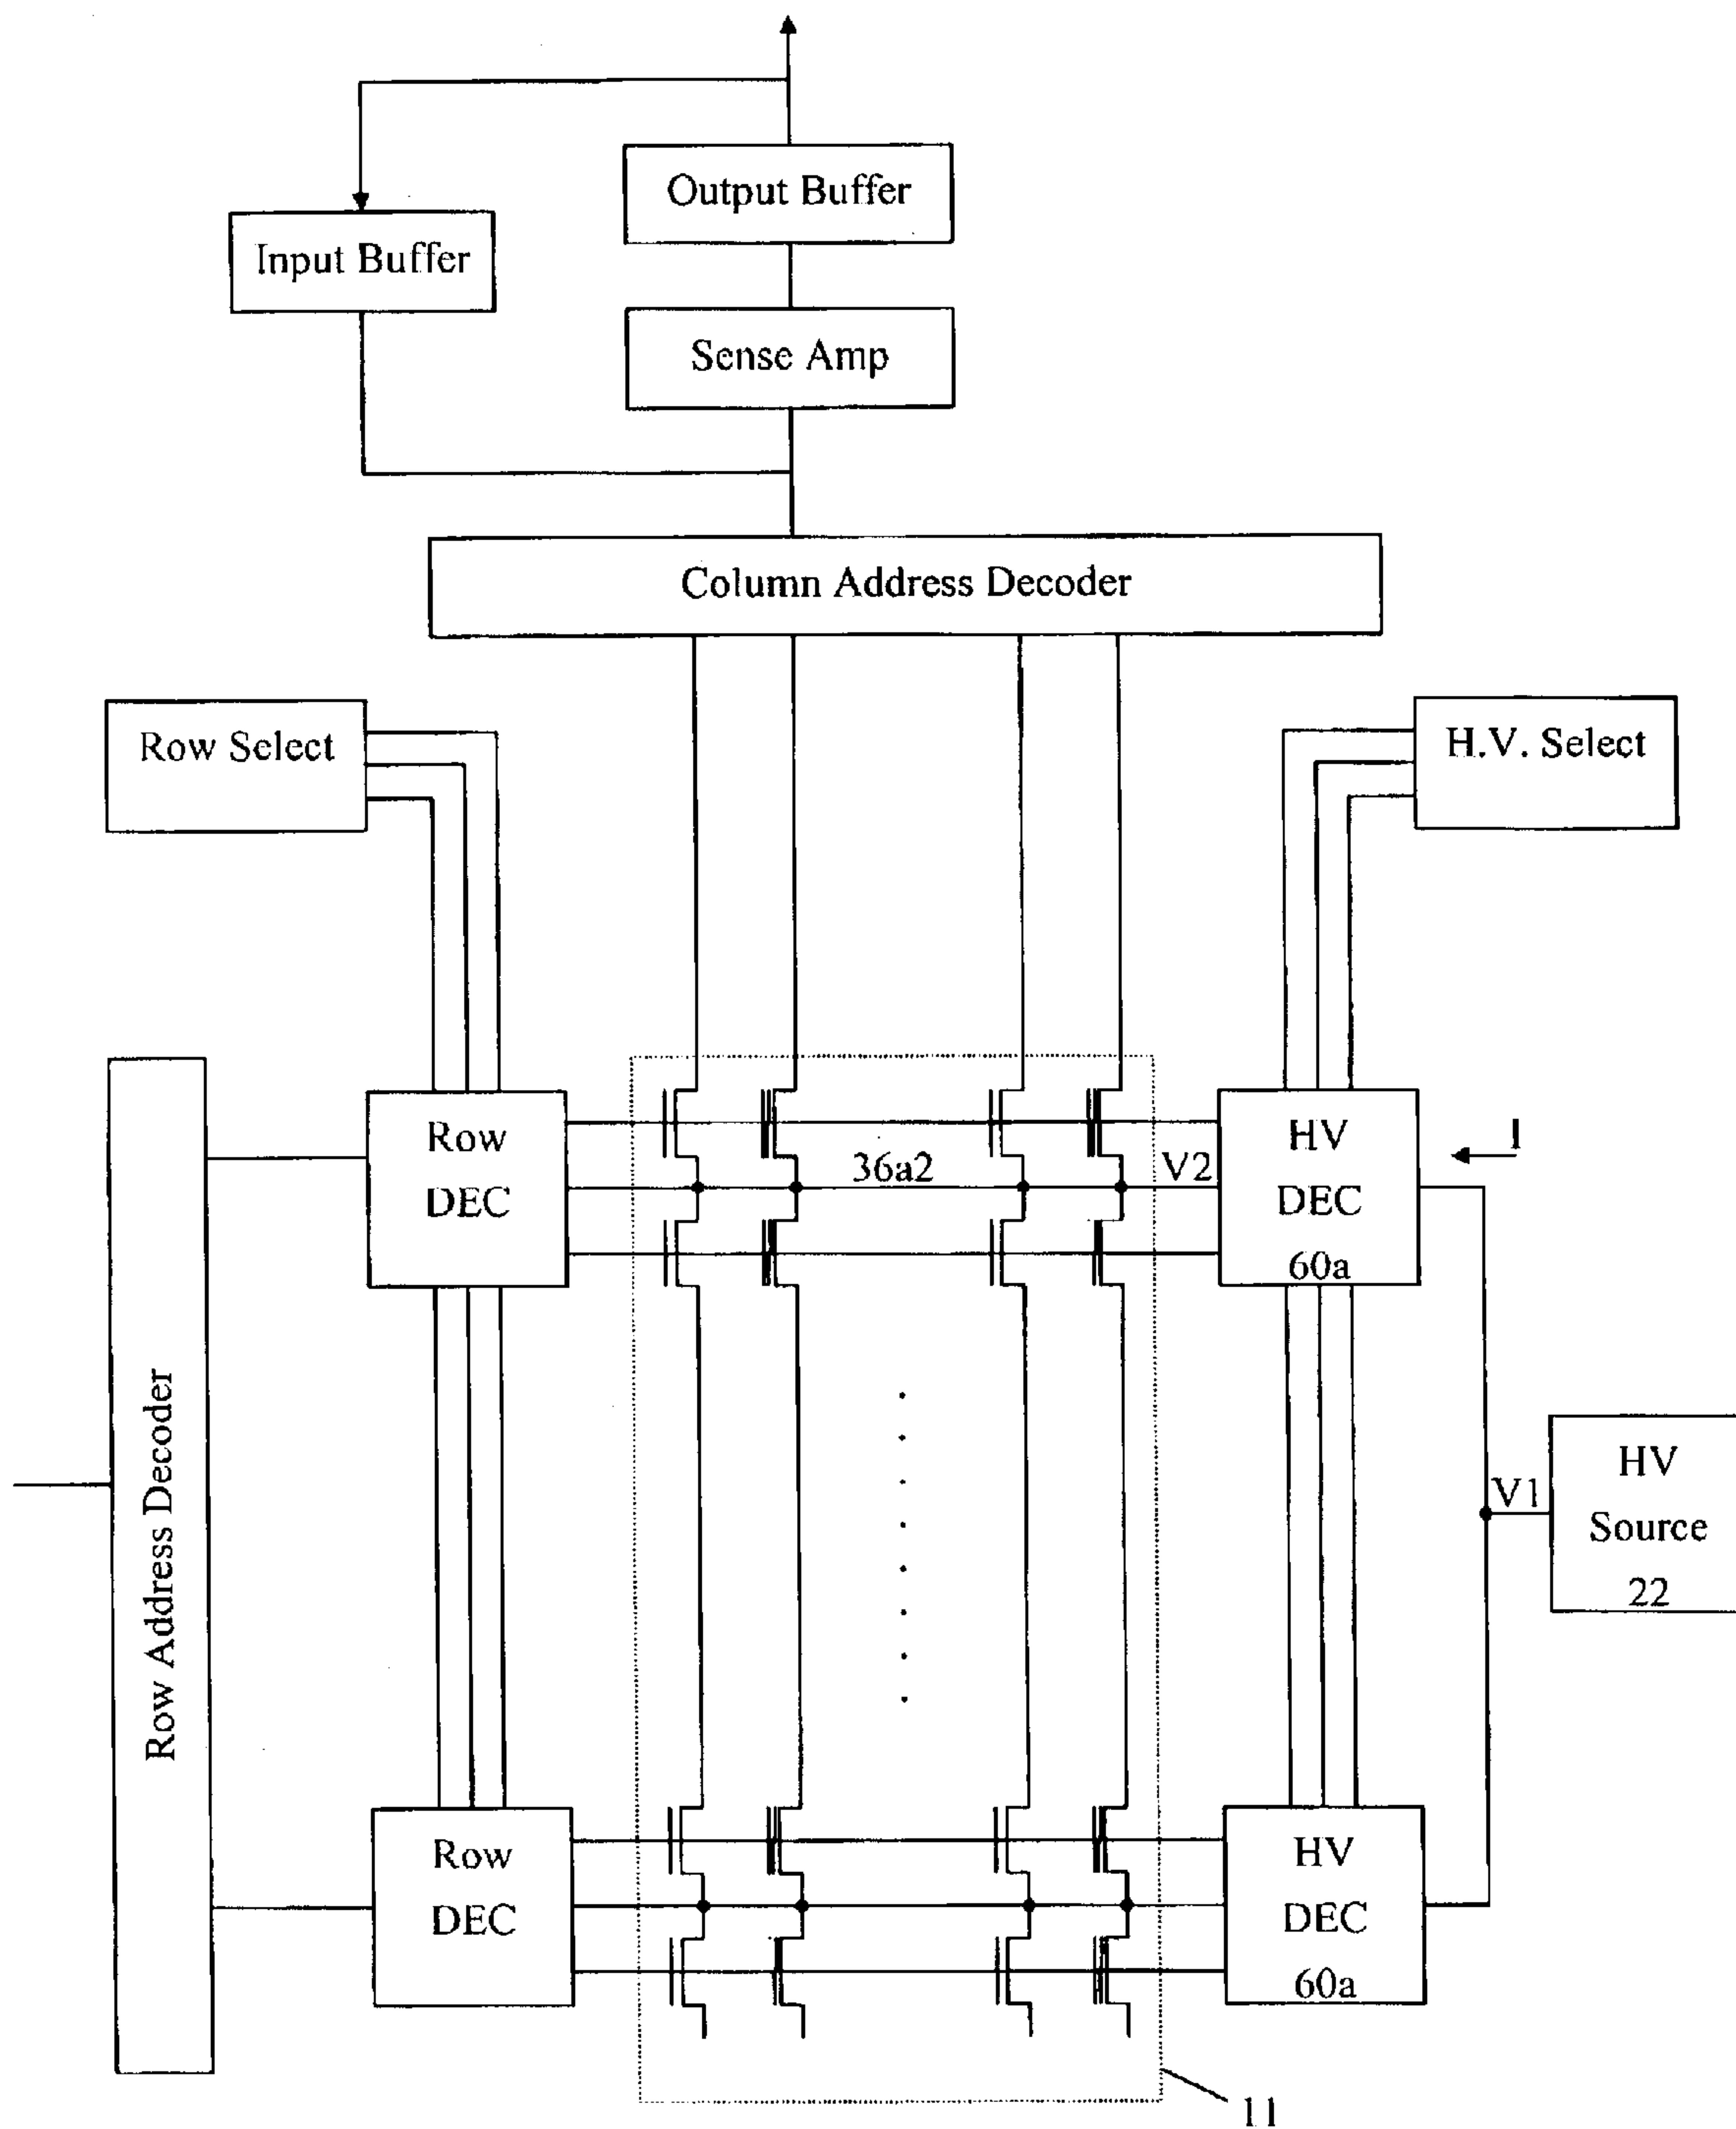 Output Buffer
Input Buffer
Sense Amp
Column Address Decoder
Row Select
H.V. Select
Row
DEC
36a2
V2
HV
DEC
60a
I
Row Address Decoder
V1
HV
Source
22
Row
DEC
HV
DEC
60a
11